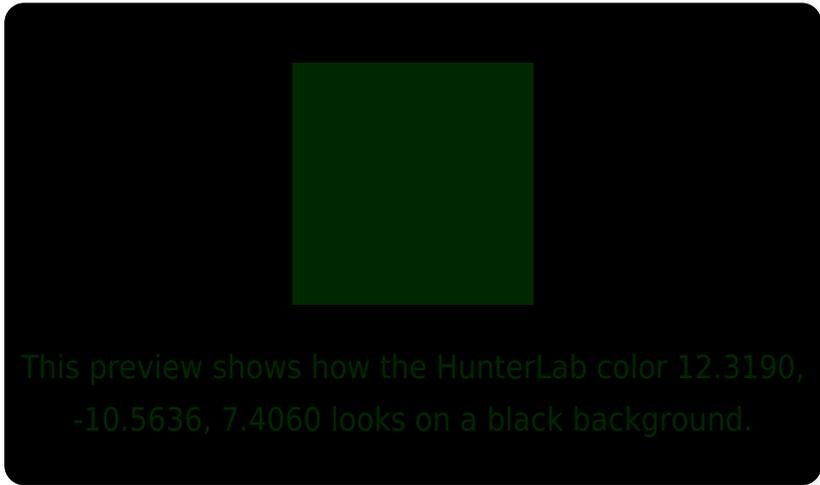 This preview shows how the HunterLab color 12.3190,
-10.5636, 7.4060 looks on a black background.